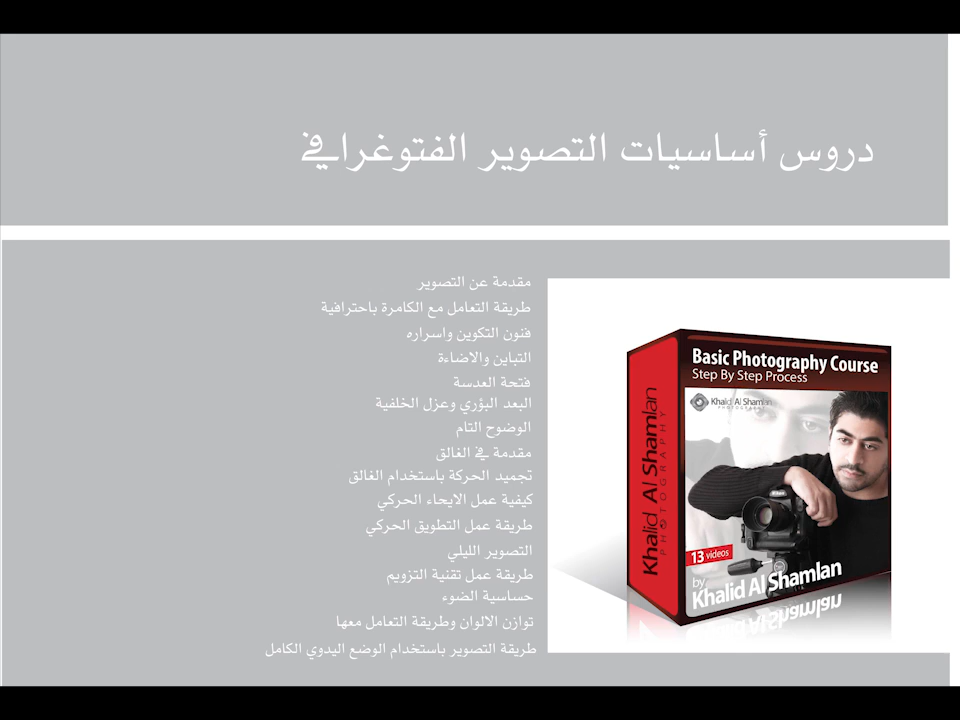 دروس أساسيات التصوير الفتوغرافي
مقدمة عن التصوير
طريقة التعامل مع الكامرة باحترافية
فنون التكوين واسراره
التباين والاضاءة
فتحة العدسة
البعد البؤري وعزل الخلفية
الوضوح التام
مقدمة في الغالق
تجميد الحركة باستخدام الغالق
كيفية عمل الايحاء الحركي
طريقة عمل التطويق الحركي
التصوير الليلي
طريقة عمل تقنية التزويم
حساسية الضوء
توازن الالوان وطريقة التعامل معها
طريقة التصوير باستخدام الوضع اليدوي الكامل
Basic Photography Course
Step By Step Process
Khalid Al Shamlan
PHOTOGRAPHY
Khalid Al Shamlan
PHOTOGRAPHY
Nikon
13 videos
by
Khalid Al Shamlan